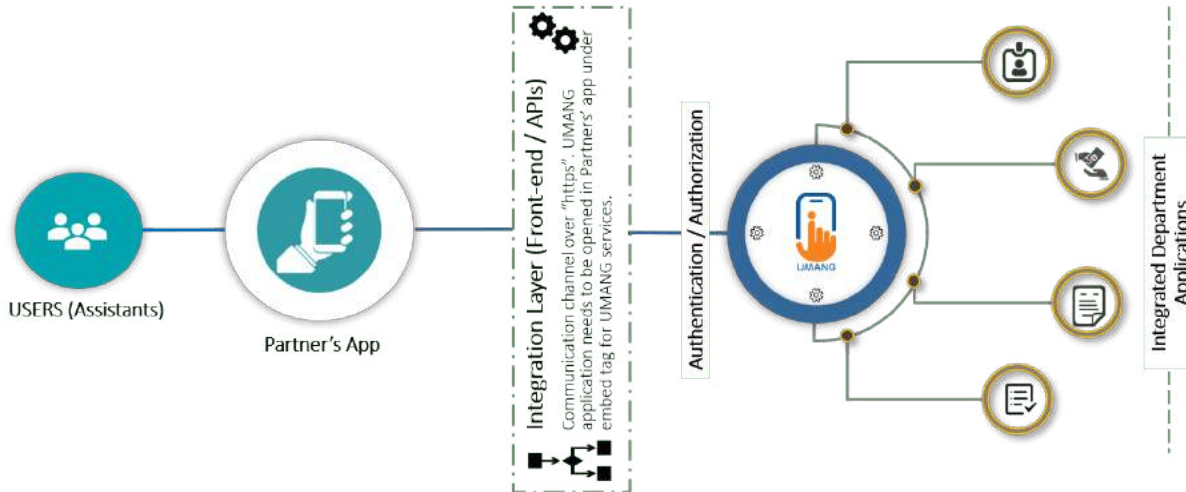 USERS (Assistants)
Partner's App
Integration Layer (Front-end / APIs)
Communication channel over "https". UMANG
application needs to be opened in Partners' app under
embed tag for UMANG services.
Authentication / Authorization
UMANG
Integrated Department
Applications